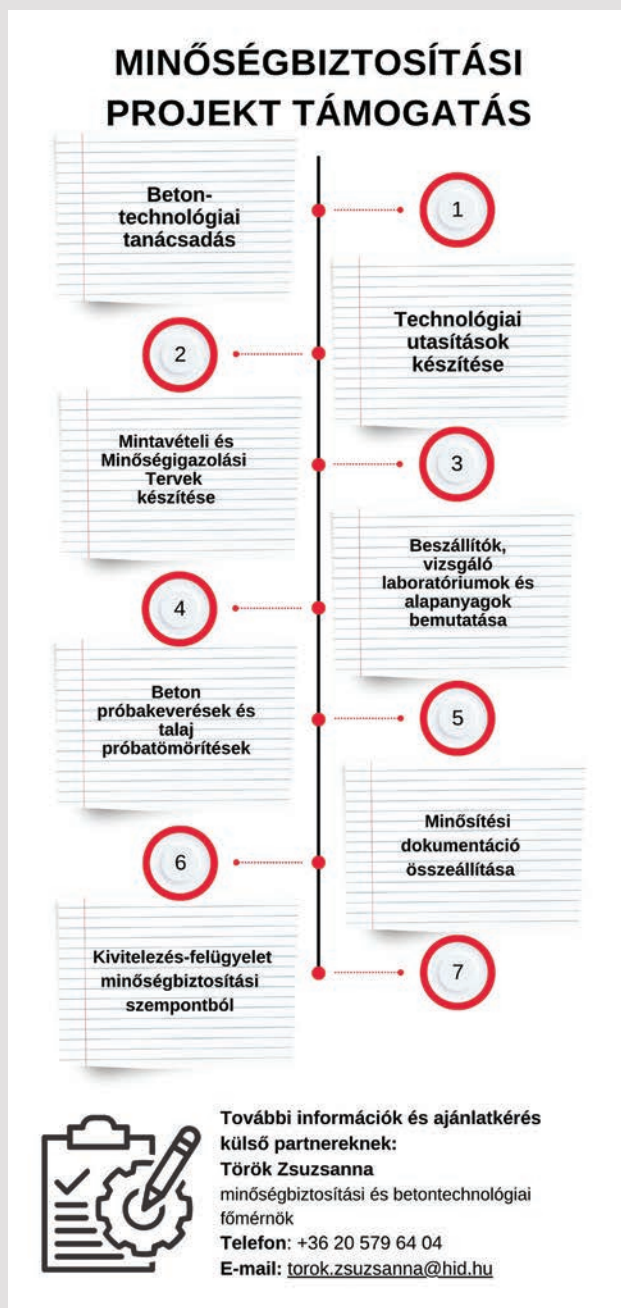 MINŐSÉGBIZTOSÍTÁSI
PROJEKT TÁMOGATÁS
Beton-
technológiai
tanácsadás
1
2
Technológiai
utasítások
készítése
Mintavételi és
Minőségigazolási
Tervek
készítése
3
4
Beszállítók,
vizsgáló
laboratóriumok és
alapanyagok
bemutatása
Beton
próbakeverések és
talaj
próbatömörítések
5
6
Minősítési
dokumentáció
összeállítása
Kivitelezés-felügyelet
minőségbiztosítási
szempontból
7
További információk és ajánlatkérés
külső partnereknek:
Török Zsuzsanna
minőségbiztosítási és betontechnológiai
főmérnök
Telefon: +36 20 579 64 04
E-mail: torok.zsuzsanna@hid.hu